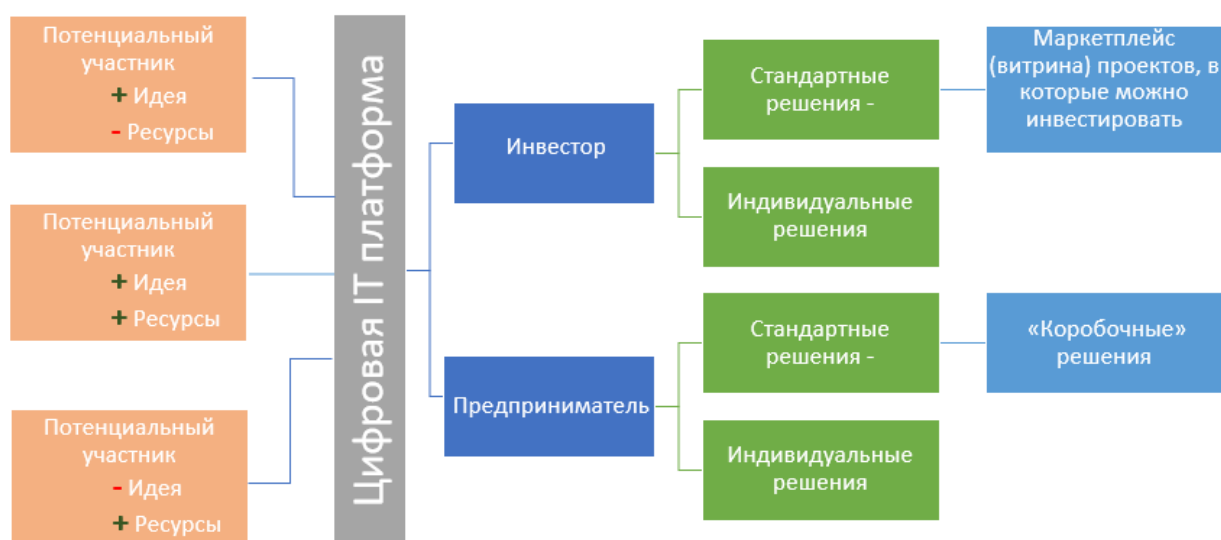 Потенциальный
участник
+ Идея
- Ресурсы
Потенциальный
участник
+ Идея
+ Ресурсы
Потенциальный
участник
- Идея
+ Ресурсы
Цифровая IT платформа
Инвестор
Предприниматель
Стандартные
решения -
Индивидуальные
решения
Стандартные
решения -
Индивидуальные
решения
Маркетплейс
(витрина) проектов, в
которые можно
инвестировать
«Коробочные»
решения